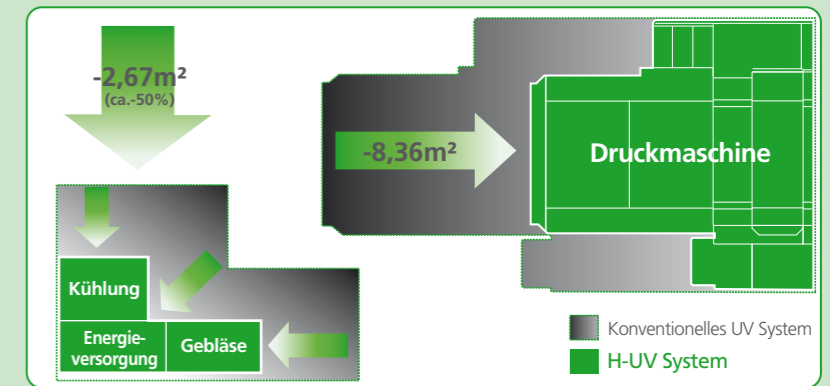 -2,67m²
(ca.-50%)
-8,36m²
Druckmaschine
Kühlung
Energie-
versorgung
Gebläse
Konventionelles UV System
H-UV System